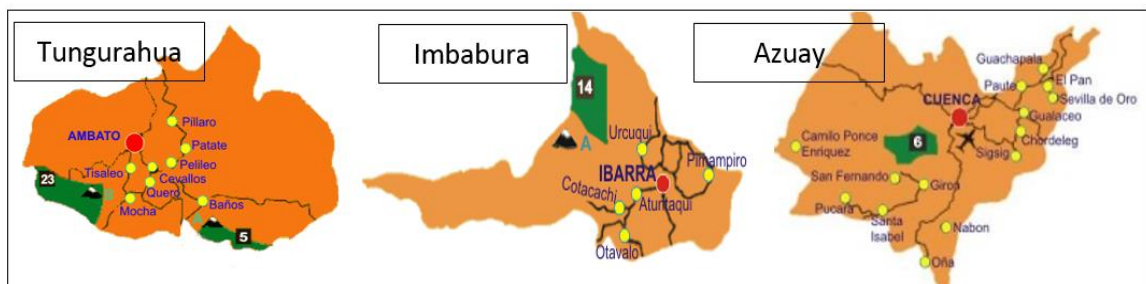 Tungurahua
AMBATO
Píllaro
Patate
Pelileo
Tisaleo
Cevallos
Quero
Mocha
Baños
23
B
A
5
Imbabura
14
A
Urcuqui
Pimampiro
IBARRA
Cotacachi
Atuntaqui
Otavalo
Azuay
Guachapala
Paute
El Pan
Sevilla de Oro
CUENCA
Gualaceo
Chordeleg
Camilo Ponce
Enriquez
6
Sigsig
San Fernando
Giron
Pucara
Santa
Isabel
Nabon
Oña